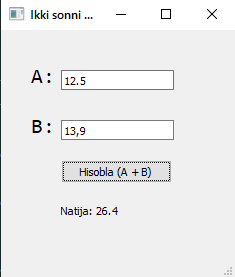 Ikki sonni ...
A: 12.5
B: 13,9
Hisobla (A + B)
Natija: 26.4